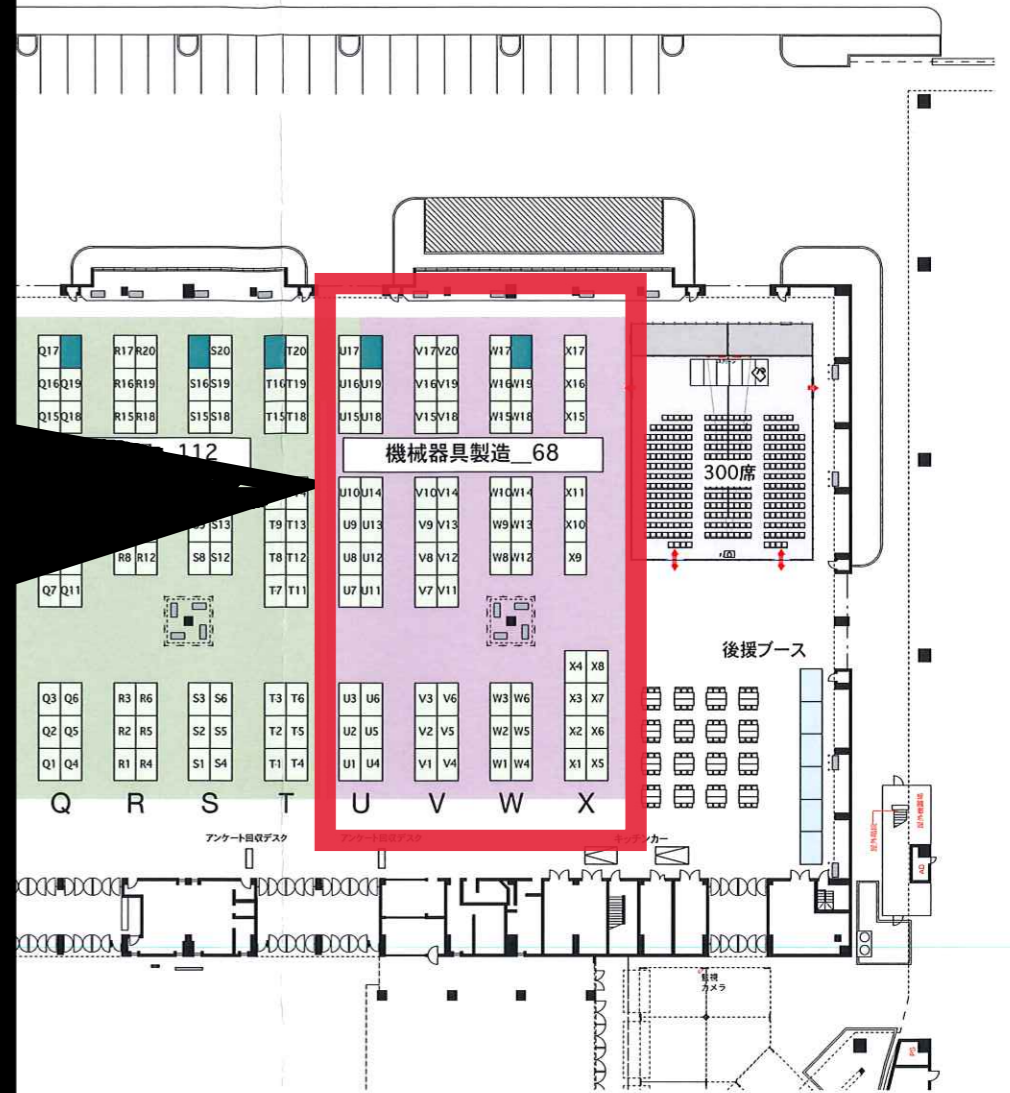 Q17 R17 R20 S20 T20 U17 V17 V20 W17 X17
Q16 Q19 R16 R19 S16 S19 T16 T19 U16 U19 V16 V19 W16 W19 X16
Q15 Q18 R15 R18 S15 S18 T15 T18 U15 U18 V15 V18 W15 W18 X15
112 機械器具製造__68
300席
U10 U14 V10 V14 W10 W14 X11
S13 T9 T13 U9 U13 V9 V13 W9 W13 X10
R8 R12 S8 S12 T8 T12 U8 U12 V8 V12 W8 W12 X9
Q7 Q11 T7 T11 U7 U11 V7 V11
後援ブース
X4 X8
Q3 Q6 R3 R6 S3 S6 T3 T6 U3 U6 V3 V6 W3 W6 X3 X7
Q2 Q5 R2 R5 S2 S5 T2 T5 U2 U5 V2 V5 W2 W5 X2 X6
Q1 Q4 R1 R4 S1 S4 T1 T4 U1 U4 V1 V4 W1 W4 X1 X5
Q R S T U V W X
アンケート回収デスク アンケート回収デスク キッチンカー
AD
監視
カメラ
PS